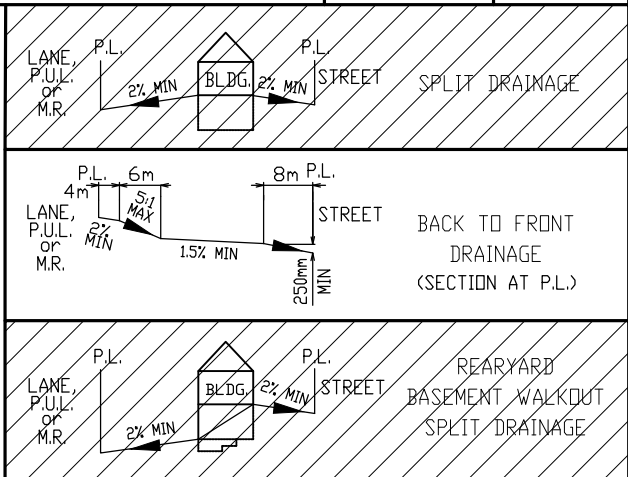 P.L.
P.L.
LANE,
P.U.L.
or
M.R.
2% MIN
BLDG.
2% MIN
STREET
SPLIT DRAINAGE
P.L.
6m
8m
P.L.
4m
5:1
MAX
LANE,
P.U.L.
or
M.R.
2%
MIN
1.5% MIN
STREET
250mm
MIN
BACK TO FRONT
DRAINAGE
(SECTION AT P.L.)
P.L.
P.L.
LANE,
P.U.L.
or
M.R.
2% MIN
BLDG.
2% MIN
STREET
REARYARD
BASEMENT WALKOUT
SPLIT DRAINAGE